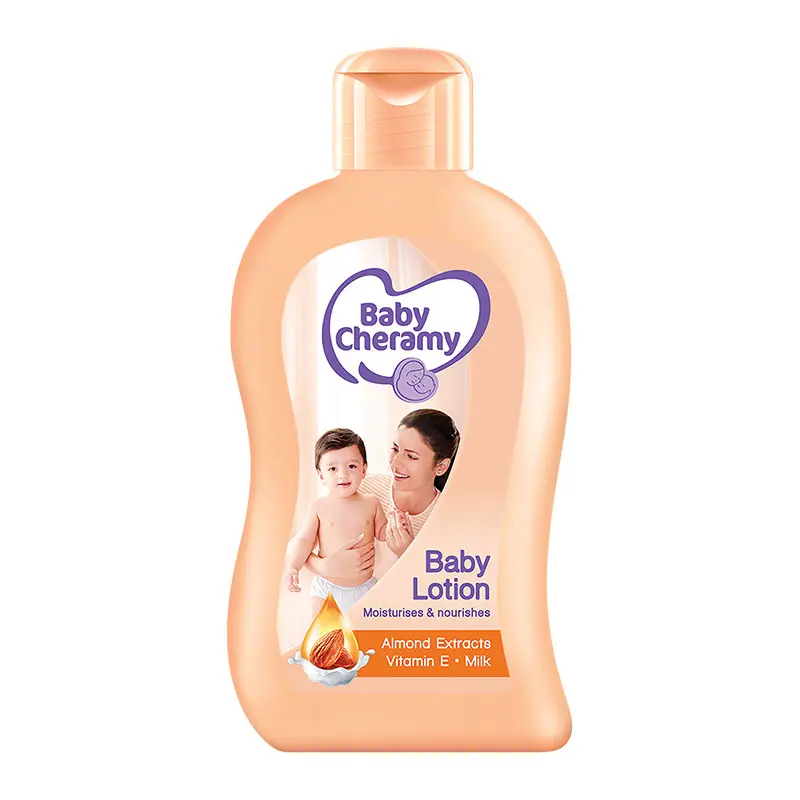 Baby
Cheramy
Baby
Lotion
Moisturises & nourishes
Almond Extracts
Vitamin E • Milk